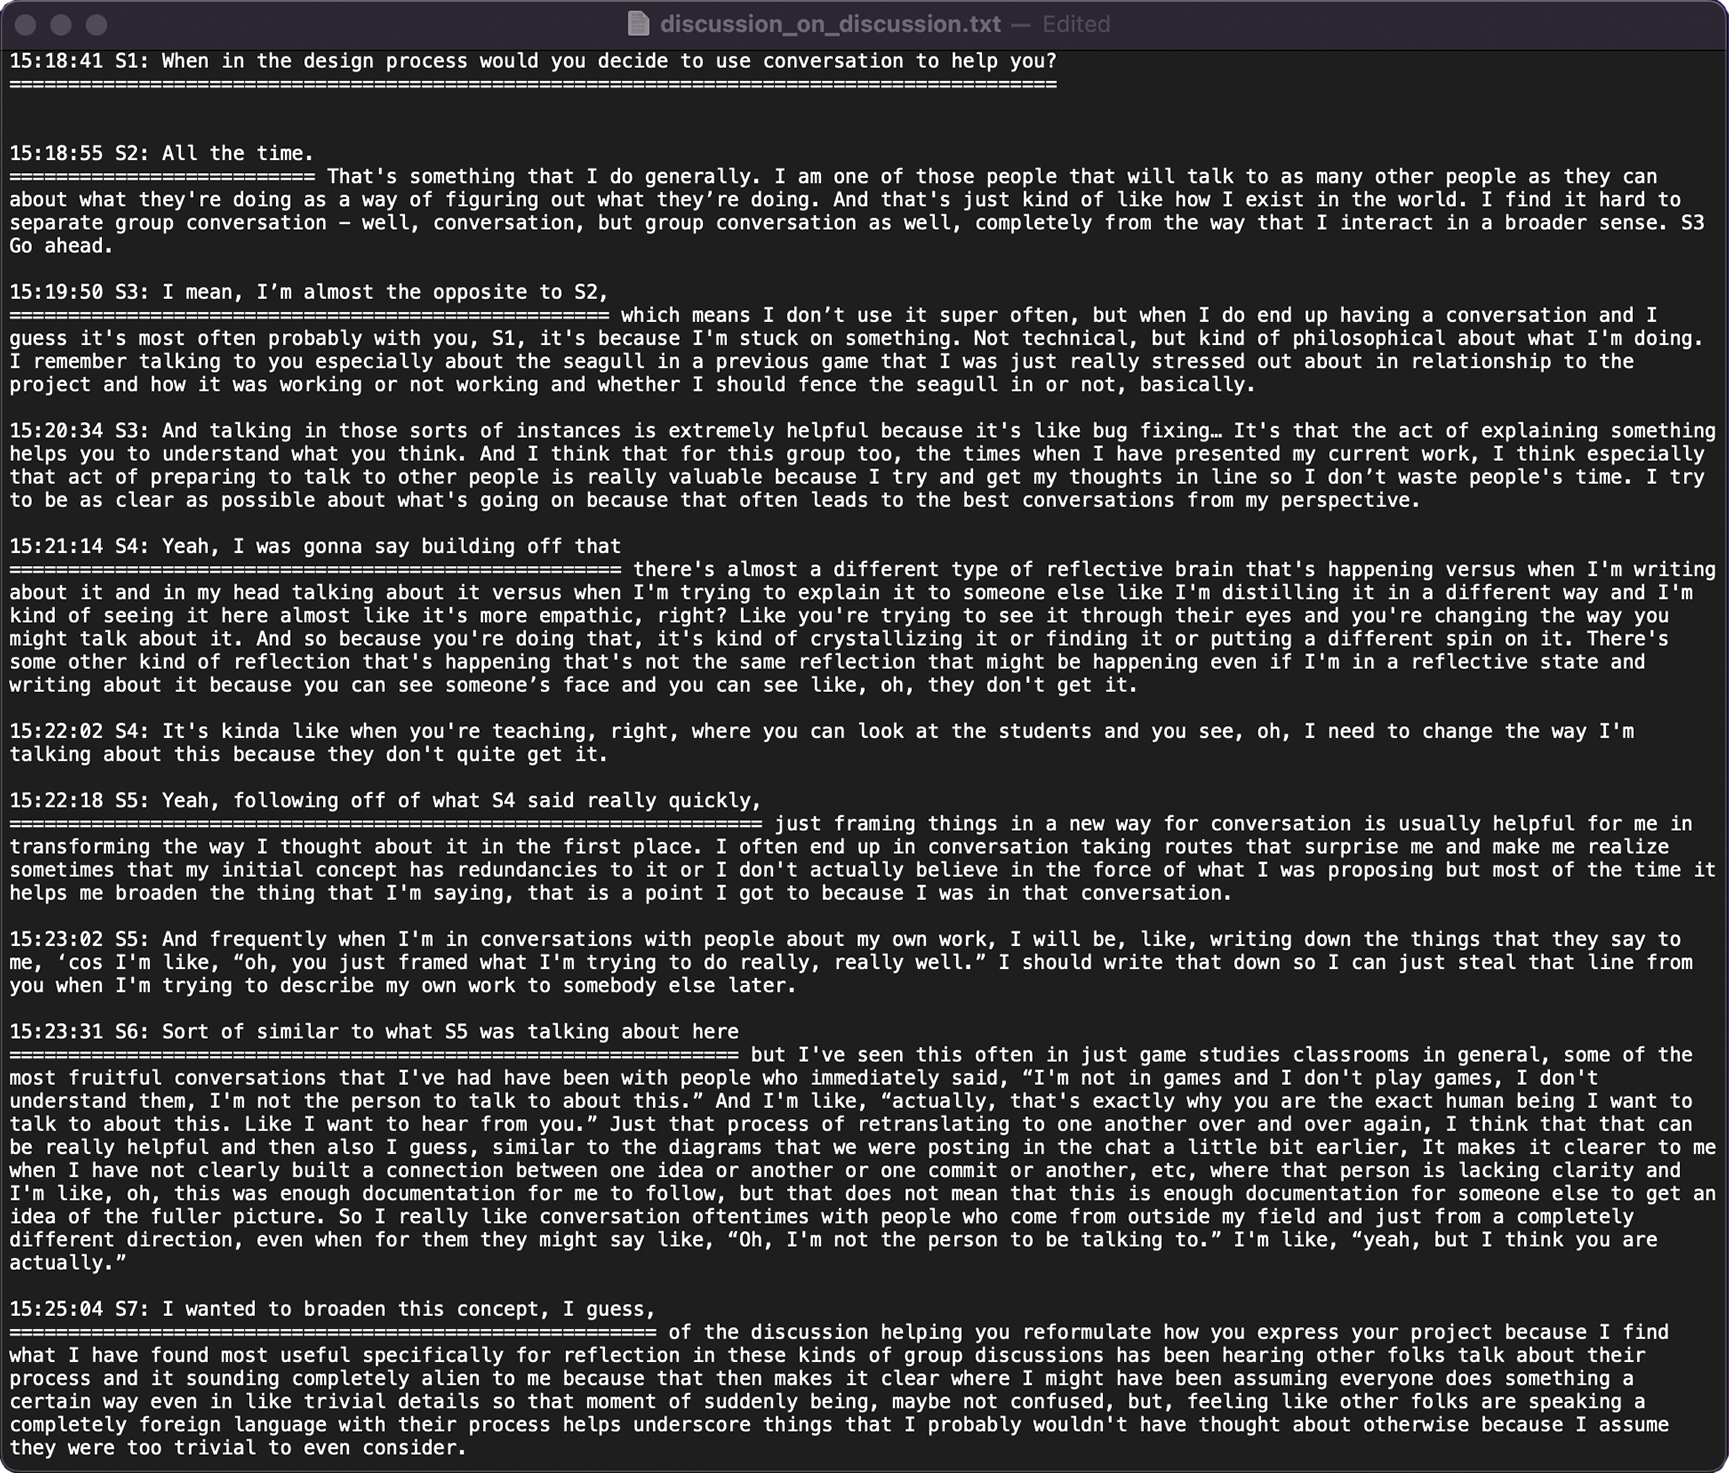 discussion_on_discussion.txt — Edited
15:18:41 S1: When in the design process would you decide to use conversation to help you?
=========================================================================================
15:18:55 S2: All the time.
========================== That's something that I do generally. I am one of those people that will talk to as many other people as they can
about what they're doing as a way of figuring out what they’re doing. And that's just kind of like how I exist in the world. I find it hard to
separate group conversation – well, conversation, but group conversation as well, completely from the way that I interact in a broader sense. S3
Go ahead.
15:19:50 S3: I mean, I’m almost the opposite to S2,
=================================================== which means I don’t use it super often, but when I do end up having a conversation and I
guess it's most often probably with you, S1, it's because I'm stuck on something. Not technical, but kind of philosophical about what I'm doing.
I remember talking to you especially about the seagull in a previous game that I was just really stressed out about in relationship to the
project and how it was working or not working and whether I should fence the seagull in or not, basically.
15:20:34 S3: And talking in those sorts of instances is extremely helpful because it's like bug fixing… It's that the act of explaining something
helps you to understand what you think. And I think that for this group too, the times when I have presented my current work, I think especially
that act of preparing to talk to other people is really valuable because I try and get my thoughts in line so I don’t waste people's time. I try
to be as clear as possible about what's going on because that often leads to the best conversations from my perspective.
15:21:14 S4: Yeah, I was gonna say building off that
==================================================== there's almost a different type of reflective brain that's happening versus when I'm writing
about it and in my head talking about it versus when I'm trying to explain it to someone else like I'm distilling it in a different way and I'm
kind of seeing it here almost like it's more empathic, right? Like you're trying to see it through their eyes and you're changing the way you
might talk about it. And so because you're doing that, it's kind of crystallizing it or finding it or putting a different spin on it. There's
some other kind of reflection that's happening that's not the same reflection that might be happening even if I'm in a reflective state and
writing about it because you can see someone’s face and you can see like, oh, they don't get it.
15:22:02 S4: It's kinda like when you're teaching, right, where you can look at the students and you see, oh, I need to change the way I'm
talking about this because they don't quite get it.
15:22:18 S5: Yeah, following off of what S4 said really quickly,
================================================================ just framing things in a new way for conversation is usually helpful for me in
transforming the way I thought about it in the first place. I often end up in conversation taking routes that surprise me and make me realize
sometimes that my initial concept has redundancies to it or I don't actually believe in the force of what I was proposing but most of the time it
helps me broaden the thing that I'm saying, that is a point I got to because I was in that conversation.
15:23:02 S5: And frequently when I'm in conversations with people about my own work, I will be, like, writing down the things that they say to
me, ‘cos I'm like, “oh, you just framed what I'm trying to do really, really well.” I should write that down so I can just steal that line from
you when I'm trying to describe my own work to somebody else later.
15:23:31 S6: Sort of similar to what S5 was talking about here
============================================================== but I've seen this often in just game studies classrooms in general, some of the
most fruitful conversations that I've had have been with people who immediately said, “I'm not in games and I don't play games, I don't
understand them, I'm not the person to talk to about this.” And I'm like, “actually, that's exactly why you are the exact human being I want to
talk to about this. Like I want to hear from you.” Just that process of retranslating to one another over and over again, I think that that can
be really helpful and then also I guess, similar to the diagrams that we were posting in the chat a little bit earlier, It makes it clearer to me
when I have not clearly built a connection between one idea or another or one commit or another, etc, where that person is lacking clarity and
I'm like, oh, this was enough documentation for me to follow, but that does not mean that this is enough documentation for someone else to get an
idea of the fuller picture. So I really like conversation oftentimes with people who come from outside my field and just from a completely
different direction, even when for them they might say like, “Oh, I'm not the person to be talking to.” I'm like, “yeah, but I think you are
actually.”
15:25:04 S7: I wanted to broaden this concept, I guess,
======================================================= of the discussion helping you reformulate how you express your project because I find
what I have found most useful specifically for reflection in these kinds of group discussions has been hearing other folks talk about their
process and it sounding completely alien to me because that then makes it clear where I might have been assuming everyone does something a
certain way even in like trivial details so that moment of suddenly being, maybe not confused, but, feeling like other folks are speaking a
completely foreign language with their process helps underscore things that I probably wouldn't have thought about otherwise because I assume
they were too trivial to even consider.